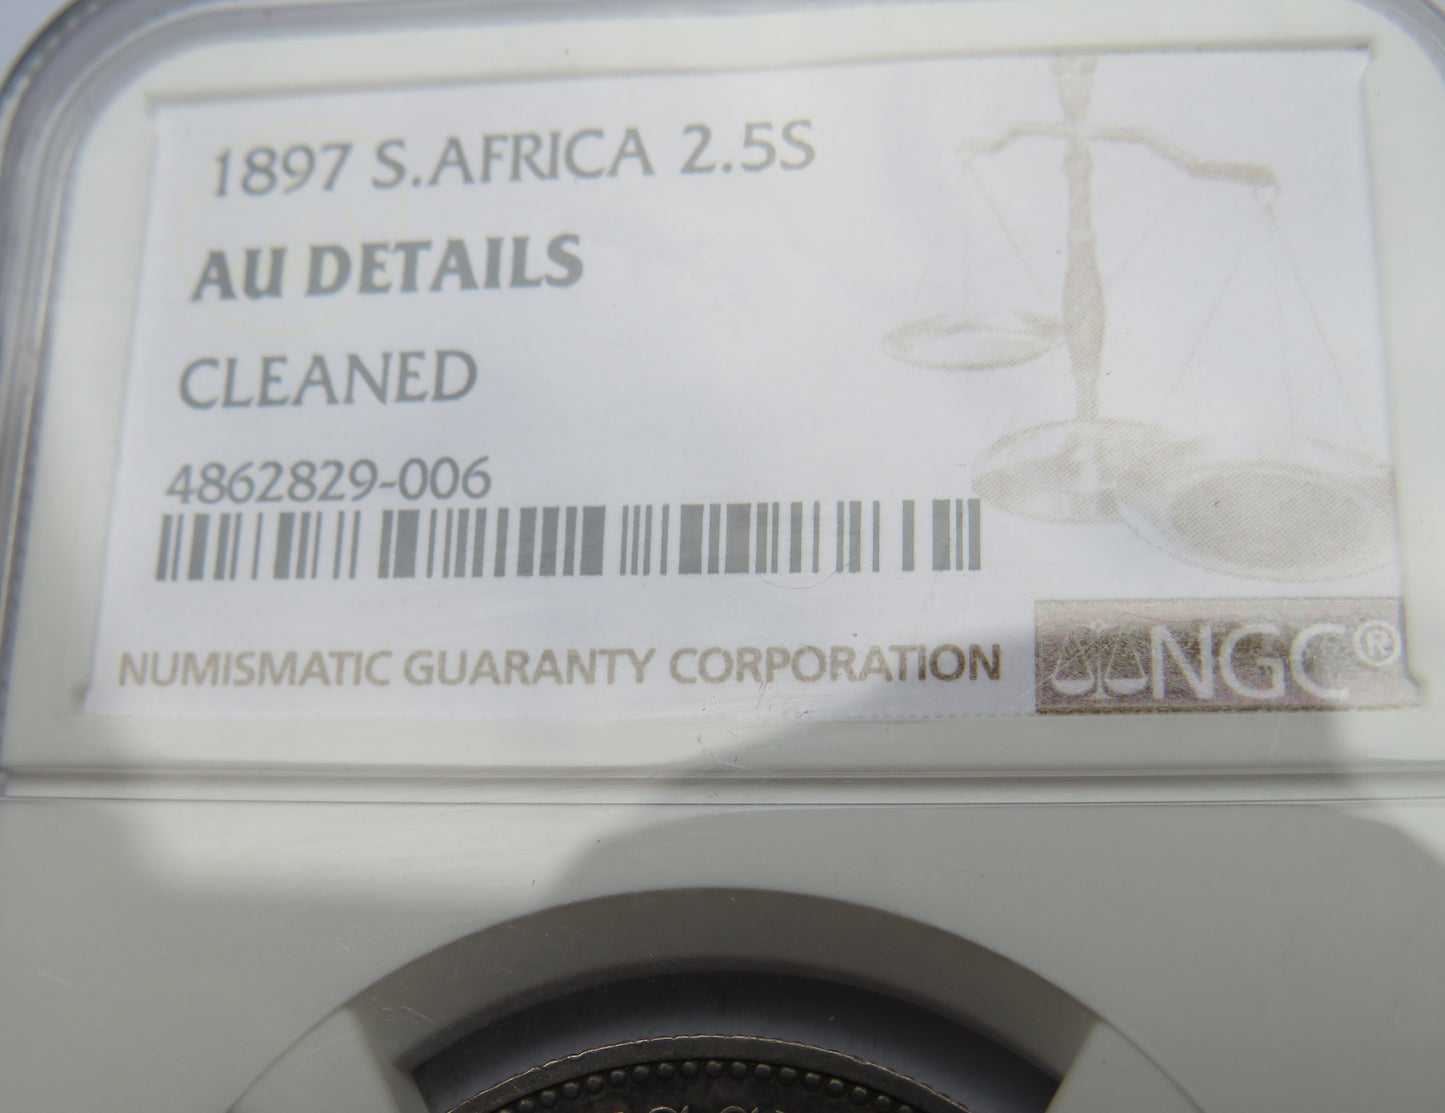 1897 S.AFRICA 2.5S
AU DETAILS
CLEANED
4862829-006
NUMISMATIC GUARANTY CORPORATION
NGC®